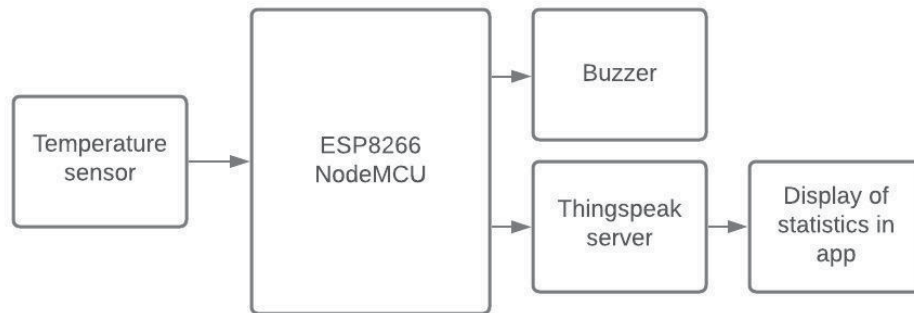 Temperature
sensor
ESP8266
NodeMCU
Buzzer
Thingspeak
server
Display of
statistics in
app